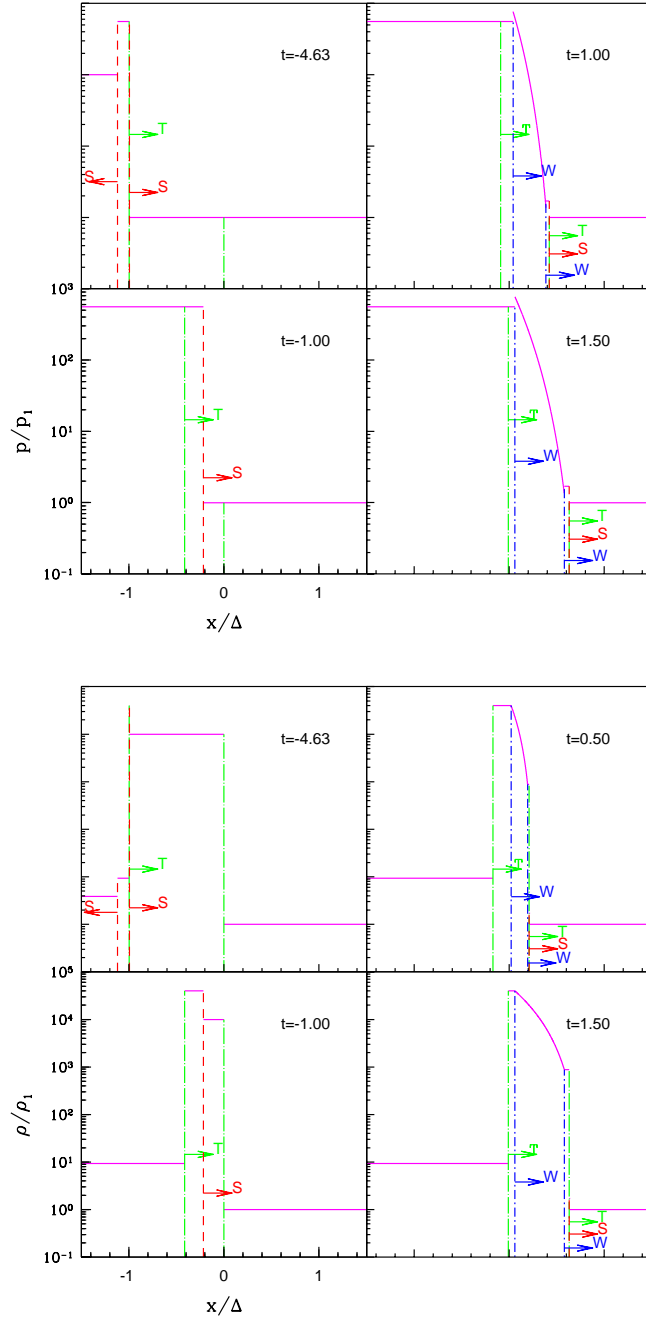 t=-4.63 t=1.00
T T
S W
S T
S
W
10³
t=-1.00 t=1.50
10²
T T
10¹
W
S
10⁰
T
S
W
10⁻¹
-1 0 1
p/p₁
x/Δ
t=-4.63 t=0.50
T T
S S W
T
S
W
10⁵
10⁴
t=-1.00 t=1.50
10³
10²
T T
10¹
W
S
10⁰
T
S
W
10⁻¹
-1 0 1
ρ/ρ₁
x/Δ